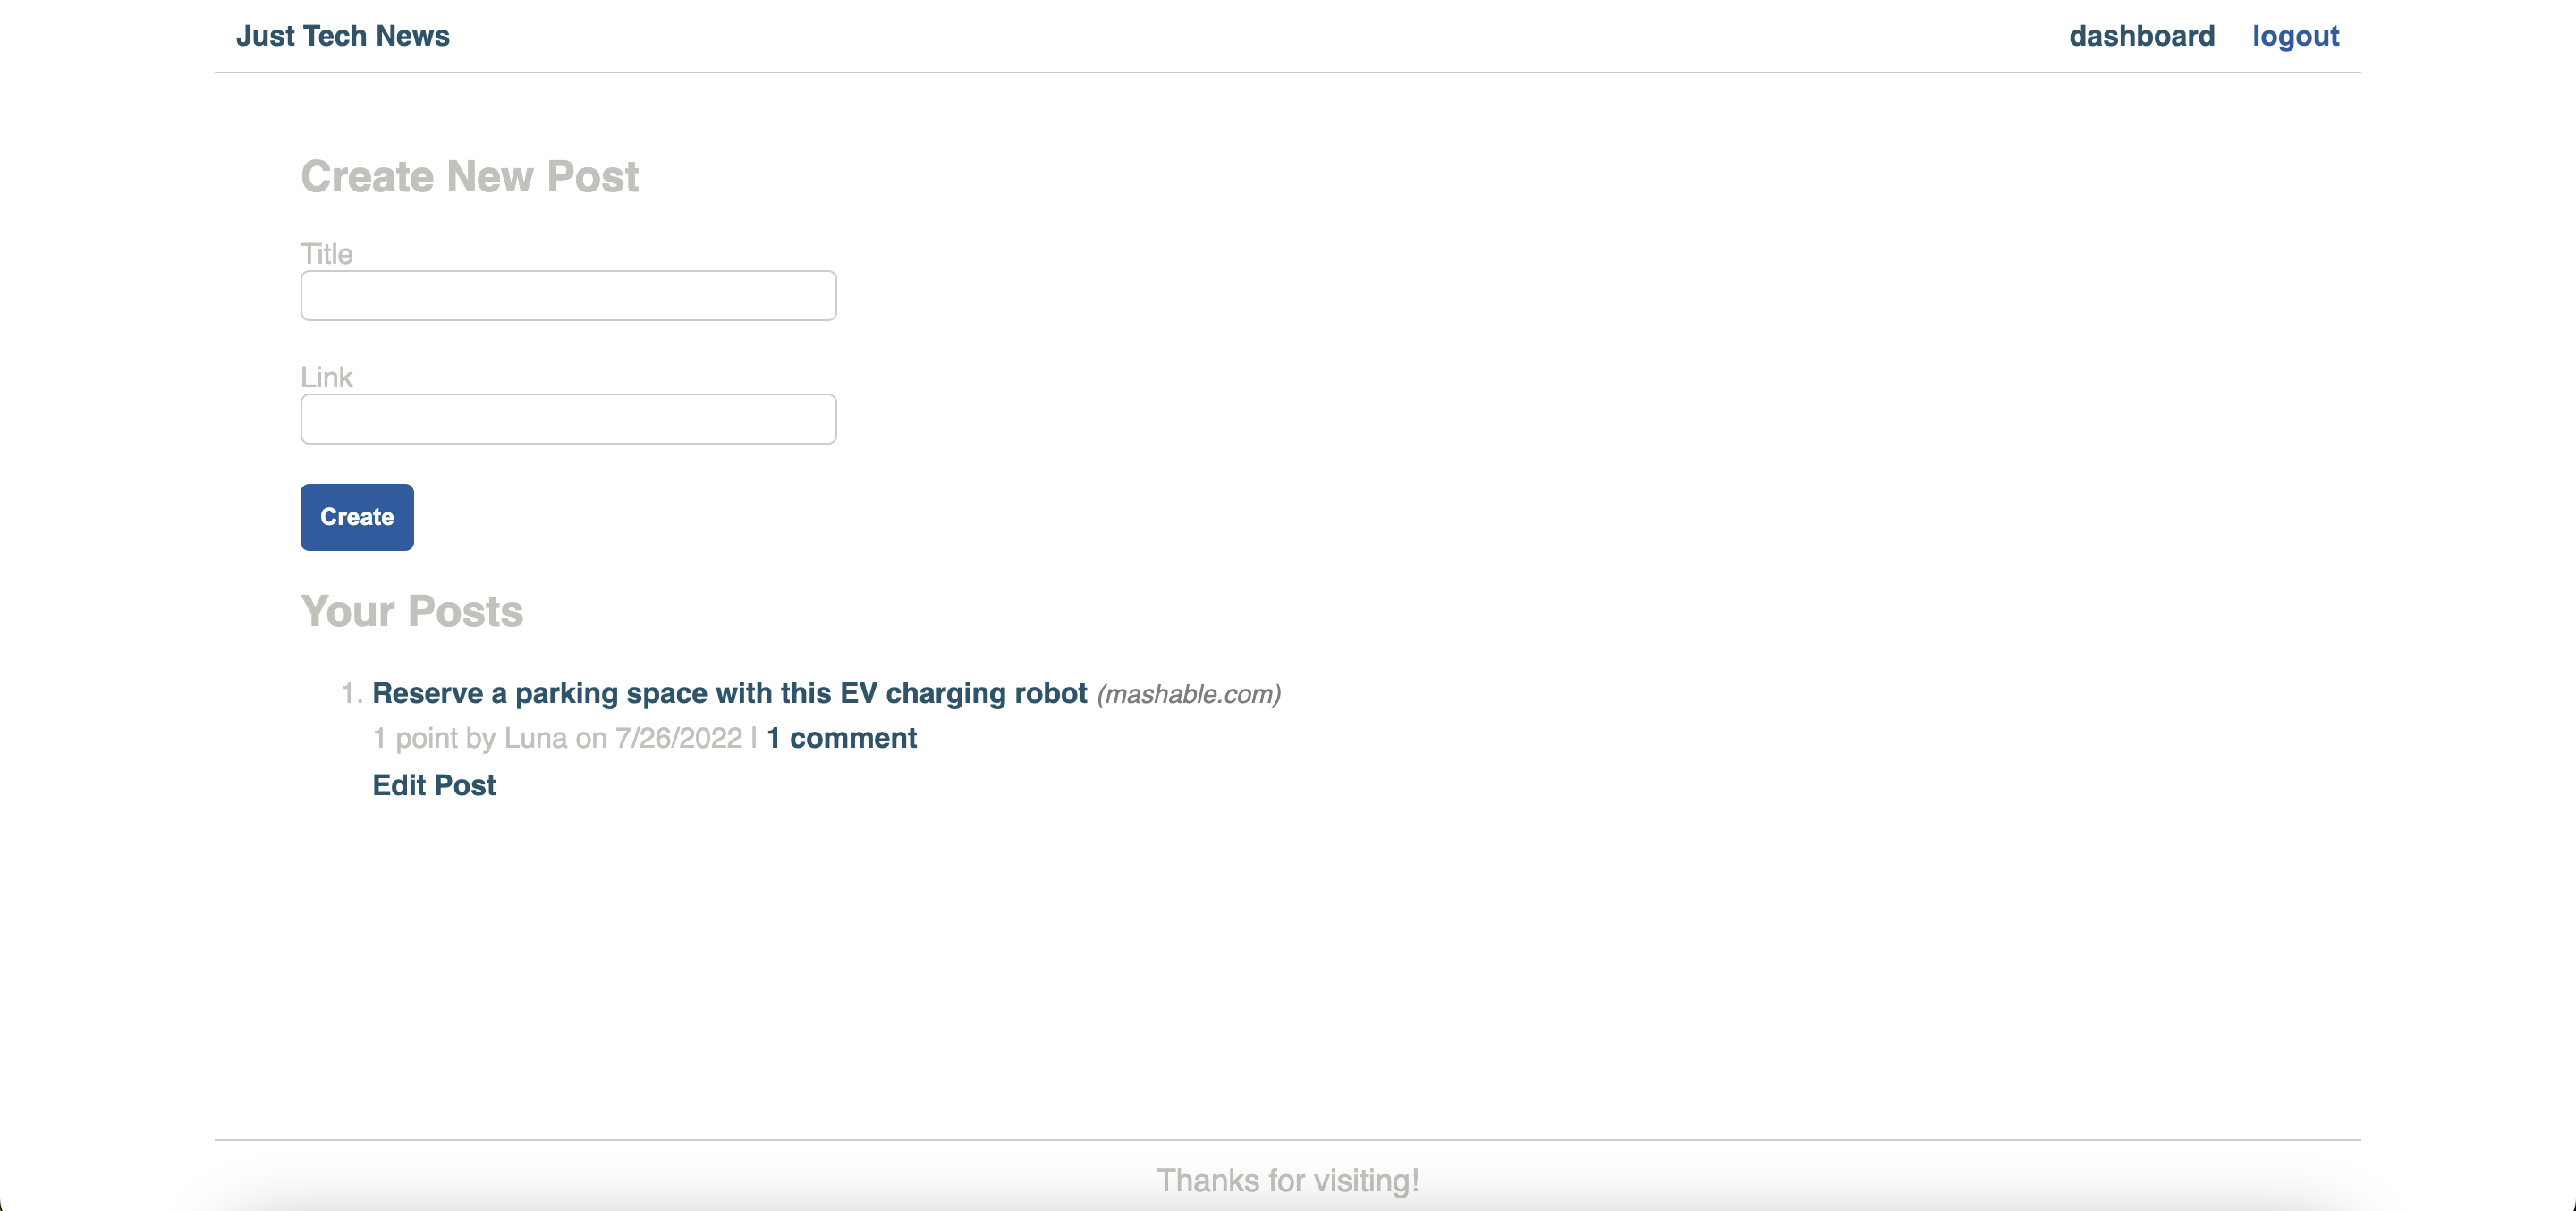 Just Tech News dashboard logout
Create New Post
Title
Link
Create
Your Posts
1. Reserve a parking space with this EV charging robot (mashable.com)
1 point by Luna on 7/26/2022 | 1 comment
Edit Post
Thanks for visiting!